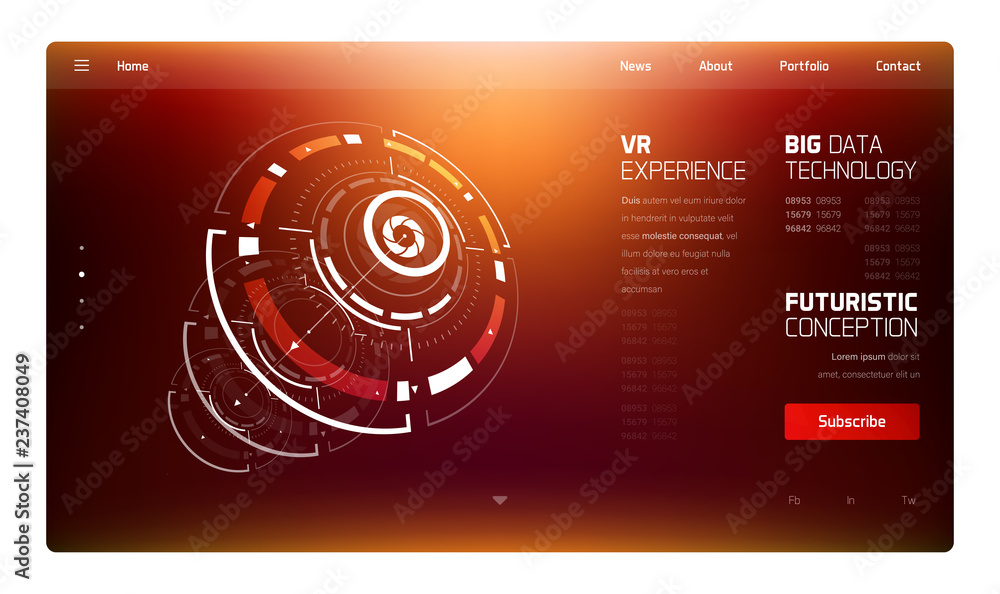 Home
News
About
Portfolio
Contact
VR
EXPERIENCE
Duis autem vel eum iriure dolor
in hendrerit in vulputate velit
esse molestie consequat, vel
illum dolore eu feugiat nulla
facilisis at vero eros et
accumsan
08953 08953
15679 15679
96842 96842
08953 08953
15679 15679
96842 96842
08953 08953
15679 15679
96842 96842
BIG DATA
TECHNOLOGY
08953 08953
15679 15679
96842 96842
08953 08953
15679 15679
96842 96842
08953 08953
15679 15679
96842 96842
FUTURISTIC
CONCEPTION
Lorem ipsum dolor sit
amet, consectetuer elit un
Subscribe
Fb
In
Tw
Adobe Stock | #237408049